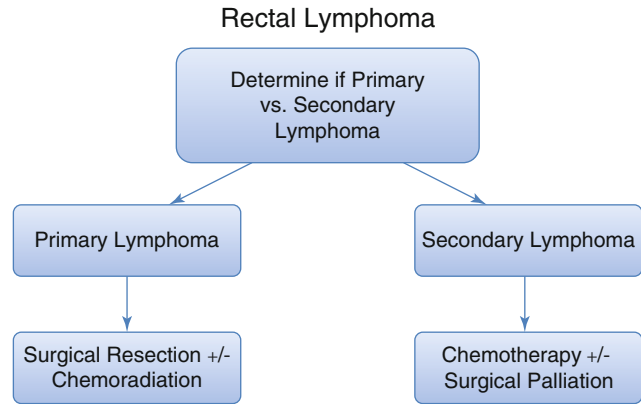 Rectal Lymphoma
Determine if Primary
vs. Secondary
Lymphoma
Primary Lymphoma
Secondary Lymphoma
Surgical Resection +/-
Chemoradiation
Chemotherapy +/-
Surgical Palliation